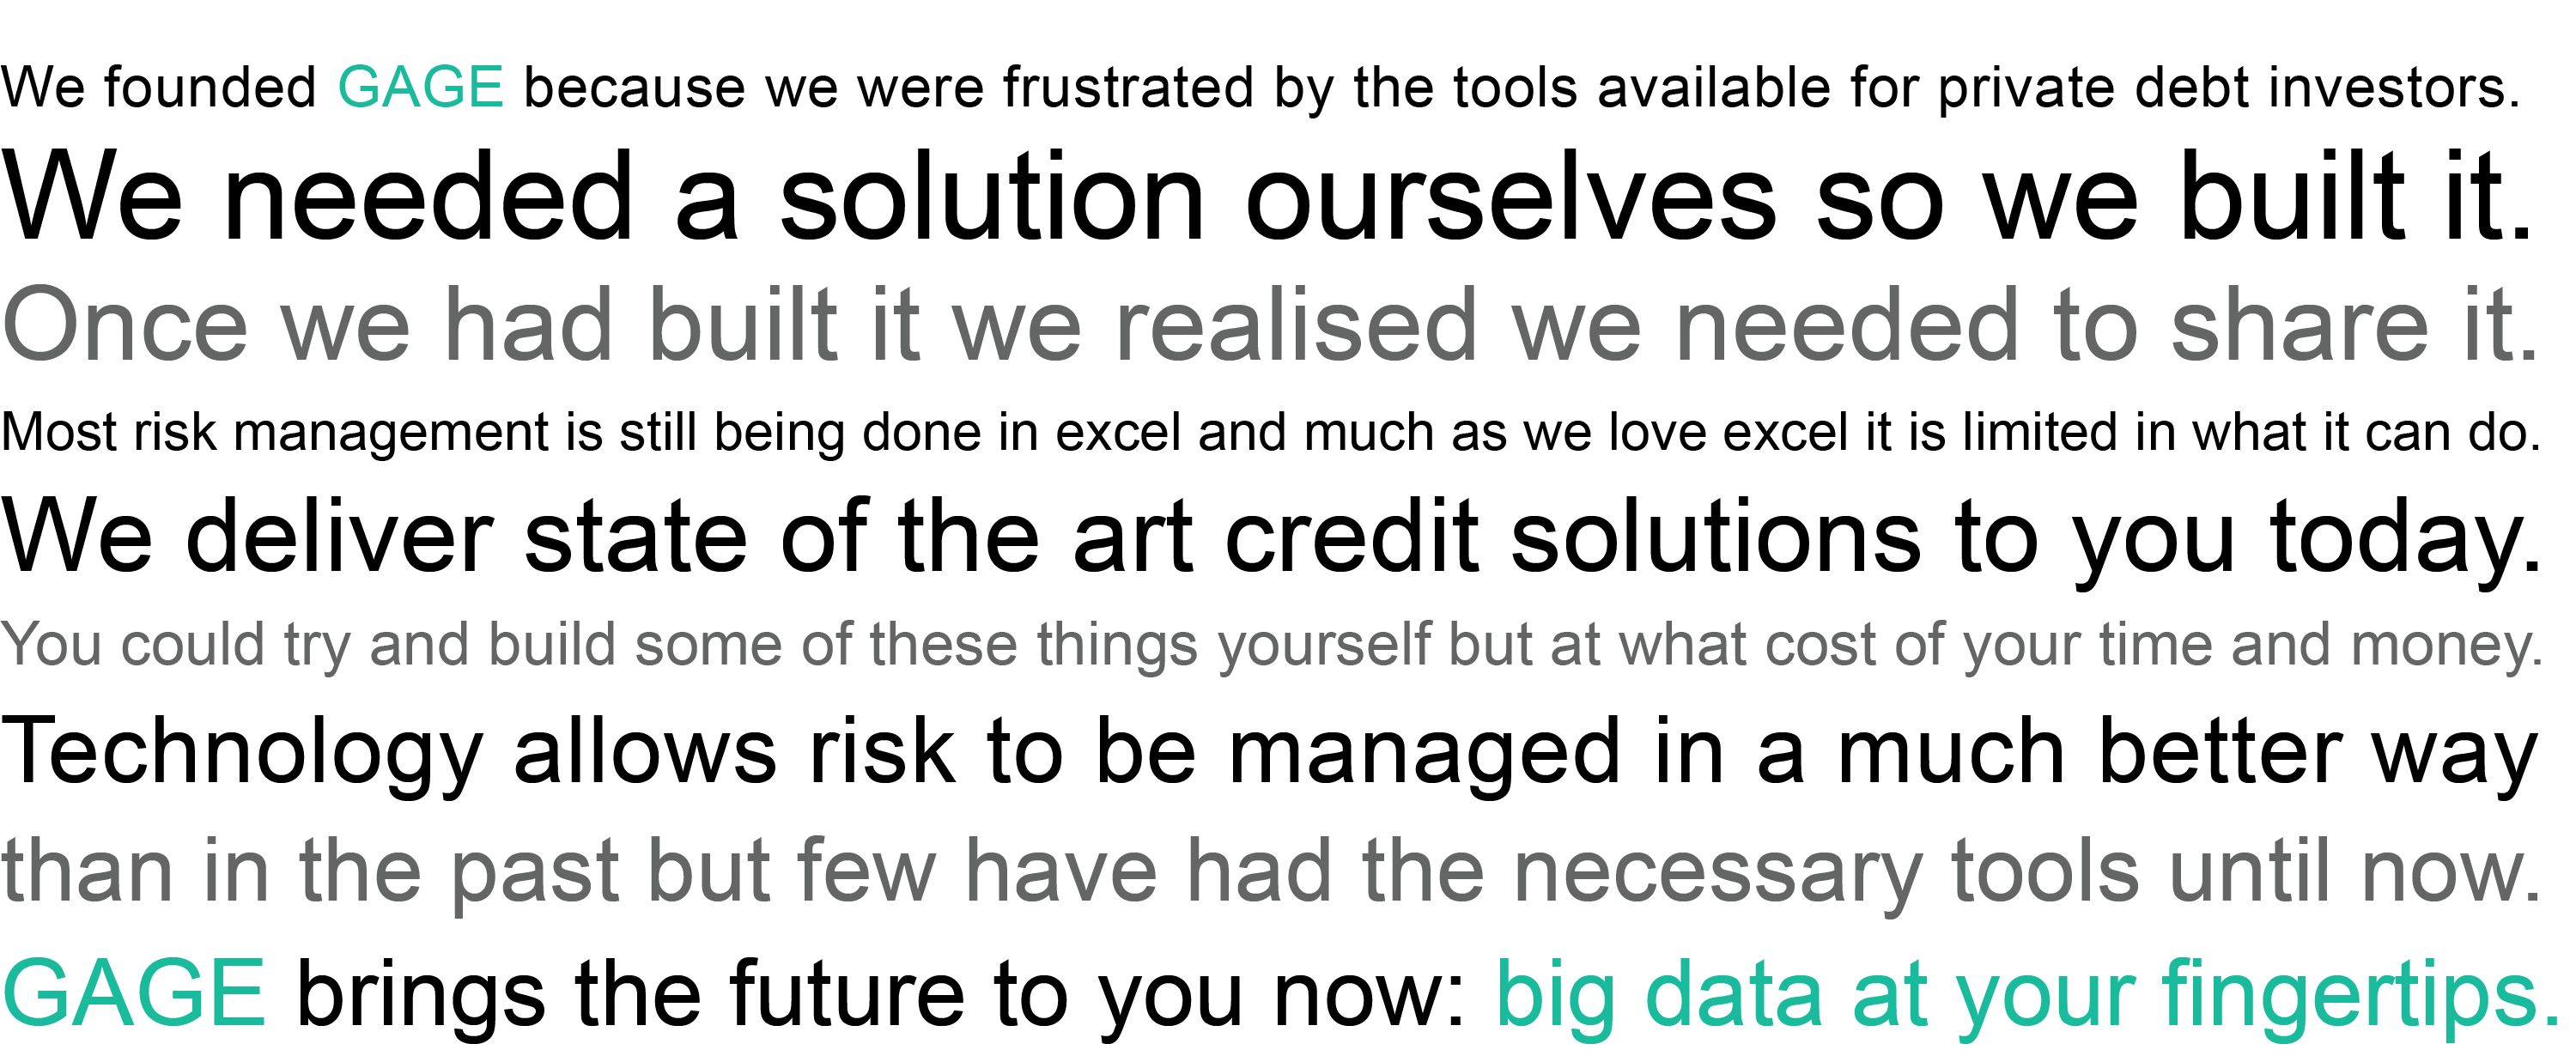 We founded GAGE because we were frustrated by the tools available for private debt investors.
We needed a solution ourselves so we built it.
Once we had built it we realised we needed to share it.
Most risk management is still being done in excel and much as we love excel it is limited in what it can do.
We deliver state of the art credit solutions to you today.
You could try and build some of these things yourself but at what cost of your time and money.
Technology allows risk to be managed in a much better way
than in the past but few have had the necessary tools until now.
GAGE brings the future to you now: big data at your fingertips.